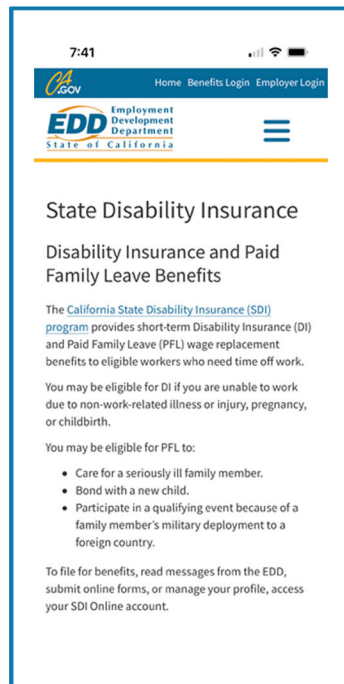 7:41
CA.GOV
Home Benefits Login Employer Login
EDD
Employment
Development
Department
State of California
State Disability Insurance
Disability Insurance and Paid
Family Leave Benefits
The California State Disability Insurance (SDI)
program provides short-term Disability Insurance (DI)
and Paid Family Leave (PFL) wage replacement
benefits to eligible workers who need time off work.
You may be eligible for DI if you are unable to work
due to non-work-related illness or injury, pregnancy,
or childbirth.
You may be eligible for PFL to:
• Care for a seriously ill family member.
• Bond with a new child.
• Participate in a qualifying event because of a
family member's military deployment to a
foreign country.
To file for benefits, read messages from the EDD,
submit online forms, or manage your profile, access
your SDI Online account.